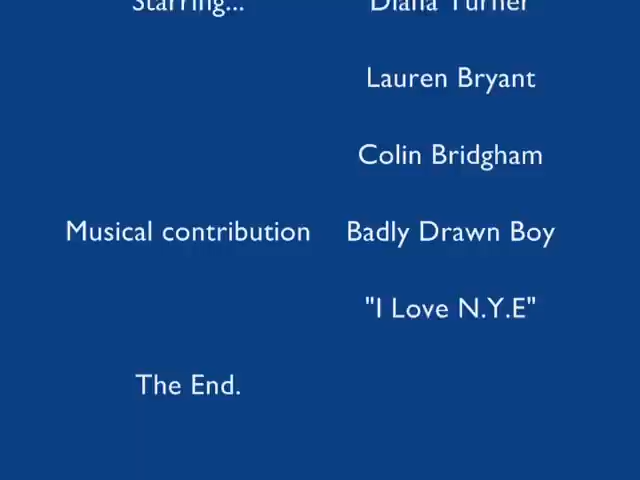 Starring... Diana Turner
Lauren Bryant
Colin Bridgham
Musical contribution Badly Drawn Boy
"I Love N.Y.E"
The End.